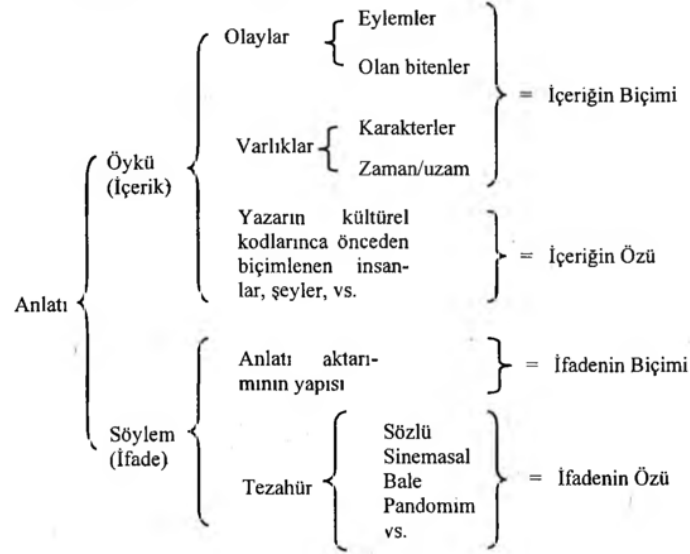 Eylemler
Olaylar
Olan bitenler
= İçeriğin Biçimi
Karakterler
Varlıklar
Zaman/uzam
Öykü
(İçerik)
Yazarın kültürel
kodlarınca önceden
biçimlenen insan-
lar, şeyler, vs.
= İçeriğin Özü
Anlatı
Anlatı aktarı-
mının yapısı
= İfadenin Biçimi
Söylem
(İfade)
Tezahür
Sözlü
Sinemasal
Bale
Pandomim
vs.
= İfadenin Özü